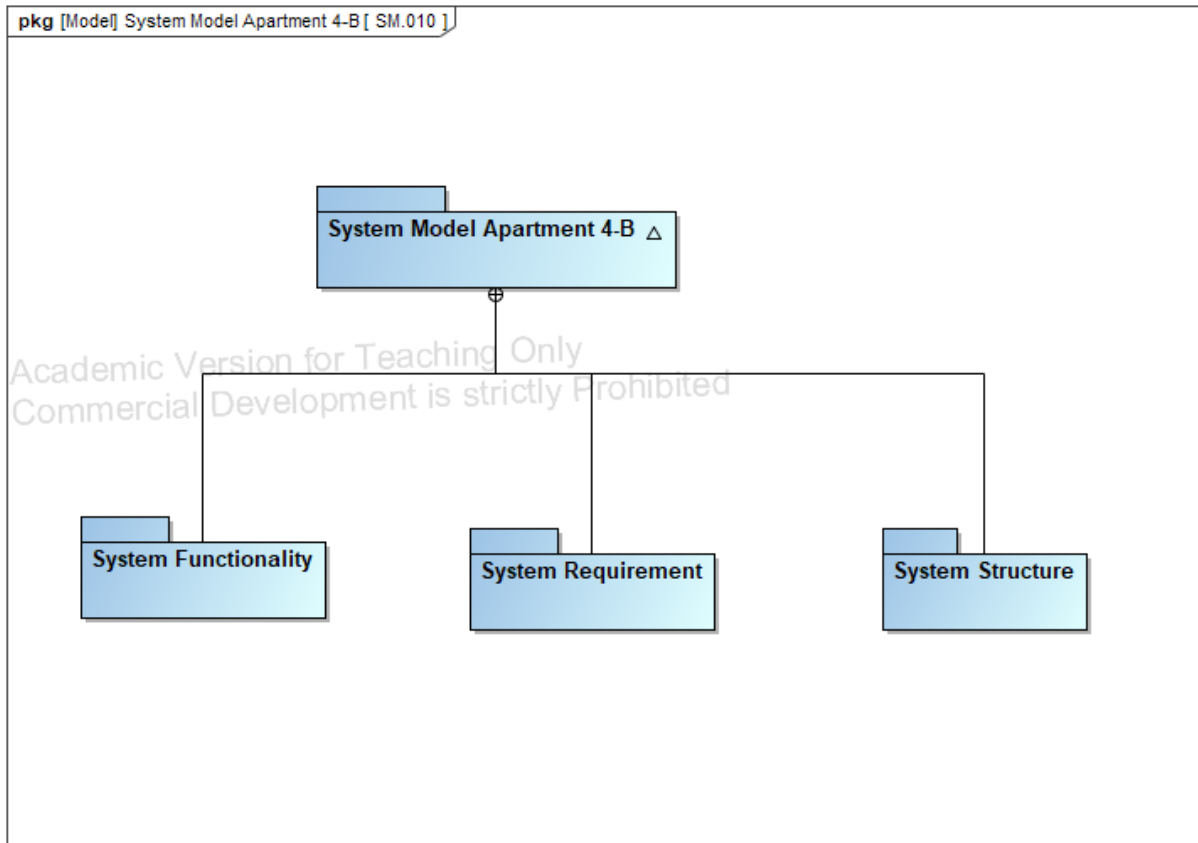 pkg [Model] System Model Apartment 4-B [ SM.010 ]
System Model Apartment 4-B
Academic Version for Teaching Only
Commercial Development is strictly Prohibited
System Functionality
System Requirement
System Structure